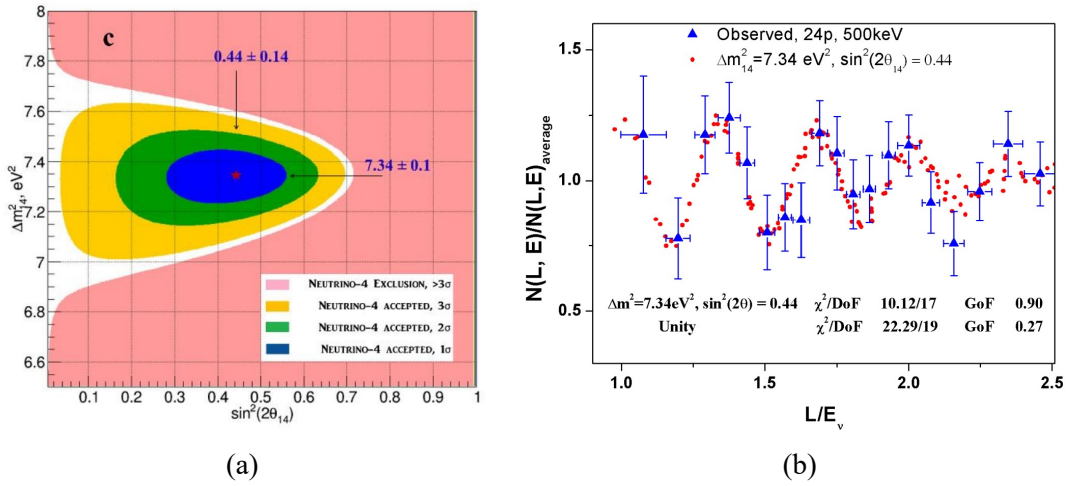 c
0.44 ± 0.14
7.34 ± 0.1
8
7.8
7.6
7.4
7.2
7
6.8
6.6
Δm²₁₄, eV²
NEUTRINO-4 EXCLUSION, >3σ
NEUTRINO-4 ACCEPTED, 3σ
NEUTRINO-4 ACCEPTED, 2σ
NEUTRINO-4 ACCEPTED, 1σ
0.1 0.2 0.3 0.4 0.5 0.6 0.7 0.8 0.9 1
sin²(2θ₁₄)
(a)
Observed, 24p, 500keV
Δm²₁₄=7.34 eV², sin²(2θ₁₄) = 0.44
1.5
1.0
0.5
N(L, E)/N(L,E)average
Δm²=7.34eV², sin²(2θ) = 0.44 χ²/DoF 10.12/17 GoF 0.90
Unity χ²/DoF 22.29/19 GoF 0.27
1.0 1.5 2.0 2.5
L/Eν
(b)